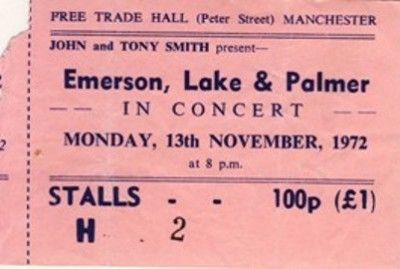 FREE TRADE HALL (Peter Street) MANCHESTER
JOHN and TONY SMITH present—
Emerson, Lake & Palmer
— — IN CONCERT — —
MONDAY, 13th NOVEMBER, 1972
at 8 p.m.
STALLS - - 100p (£1)
H 2
2